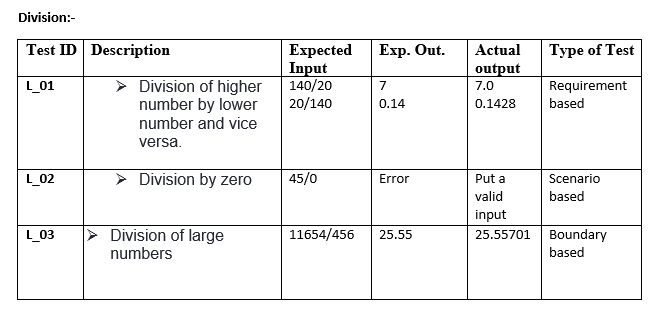 Division:-
Test ID Description Expected Input Exp. Out. Actual output Type of Test
L_01 ➢ Division of higher number by lower number and vice versa. 140/20 20/140 7 0.14 7.0 0.1428 Requirement based
L_02 ➢ Division by zero 45/0 Error Put a valid input Scenario based
L_03 ➢ Division of large numbers 11654/456 25.55 25.55701 Boundary based